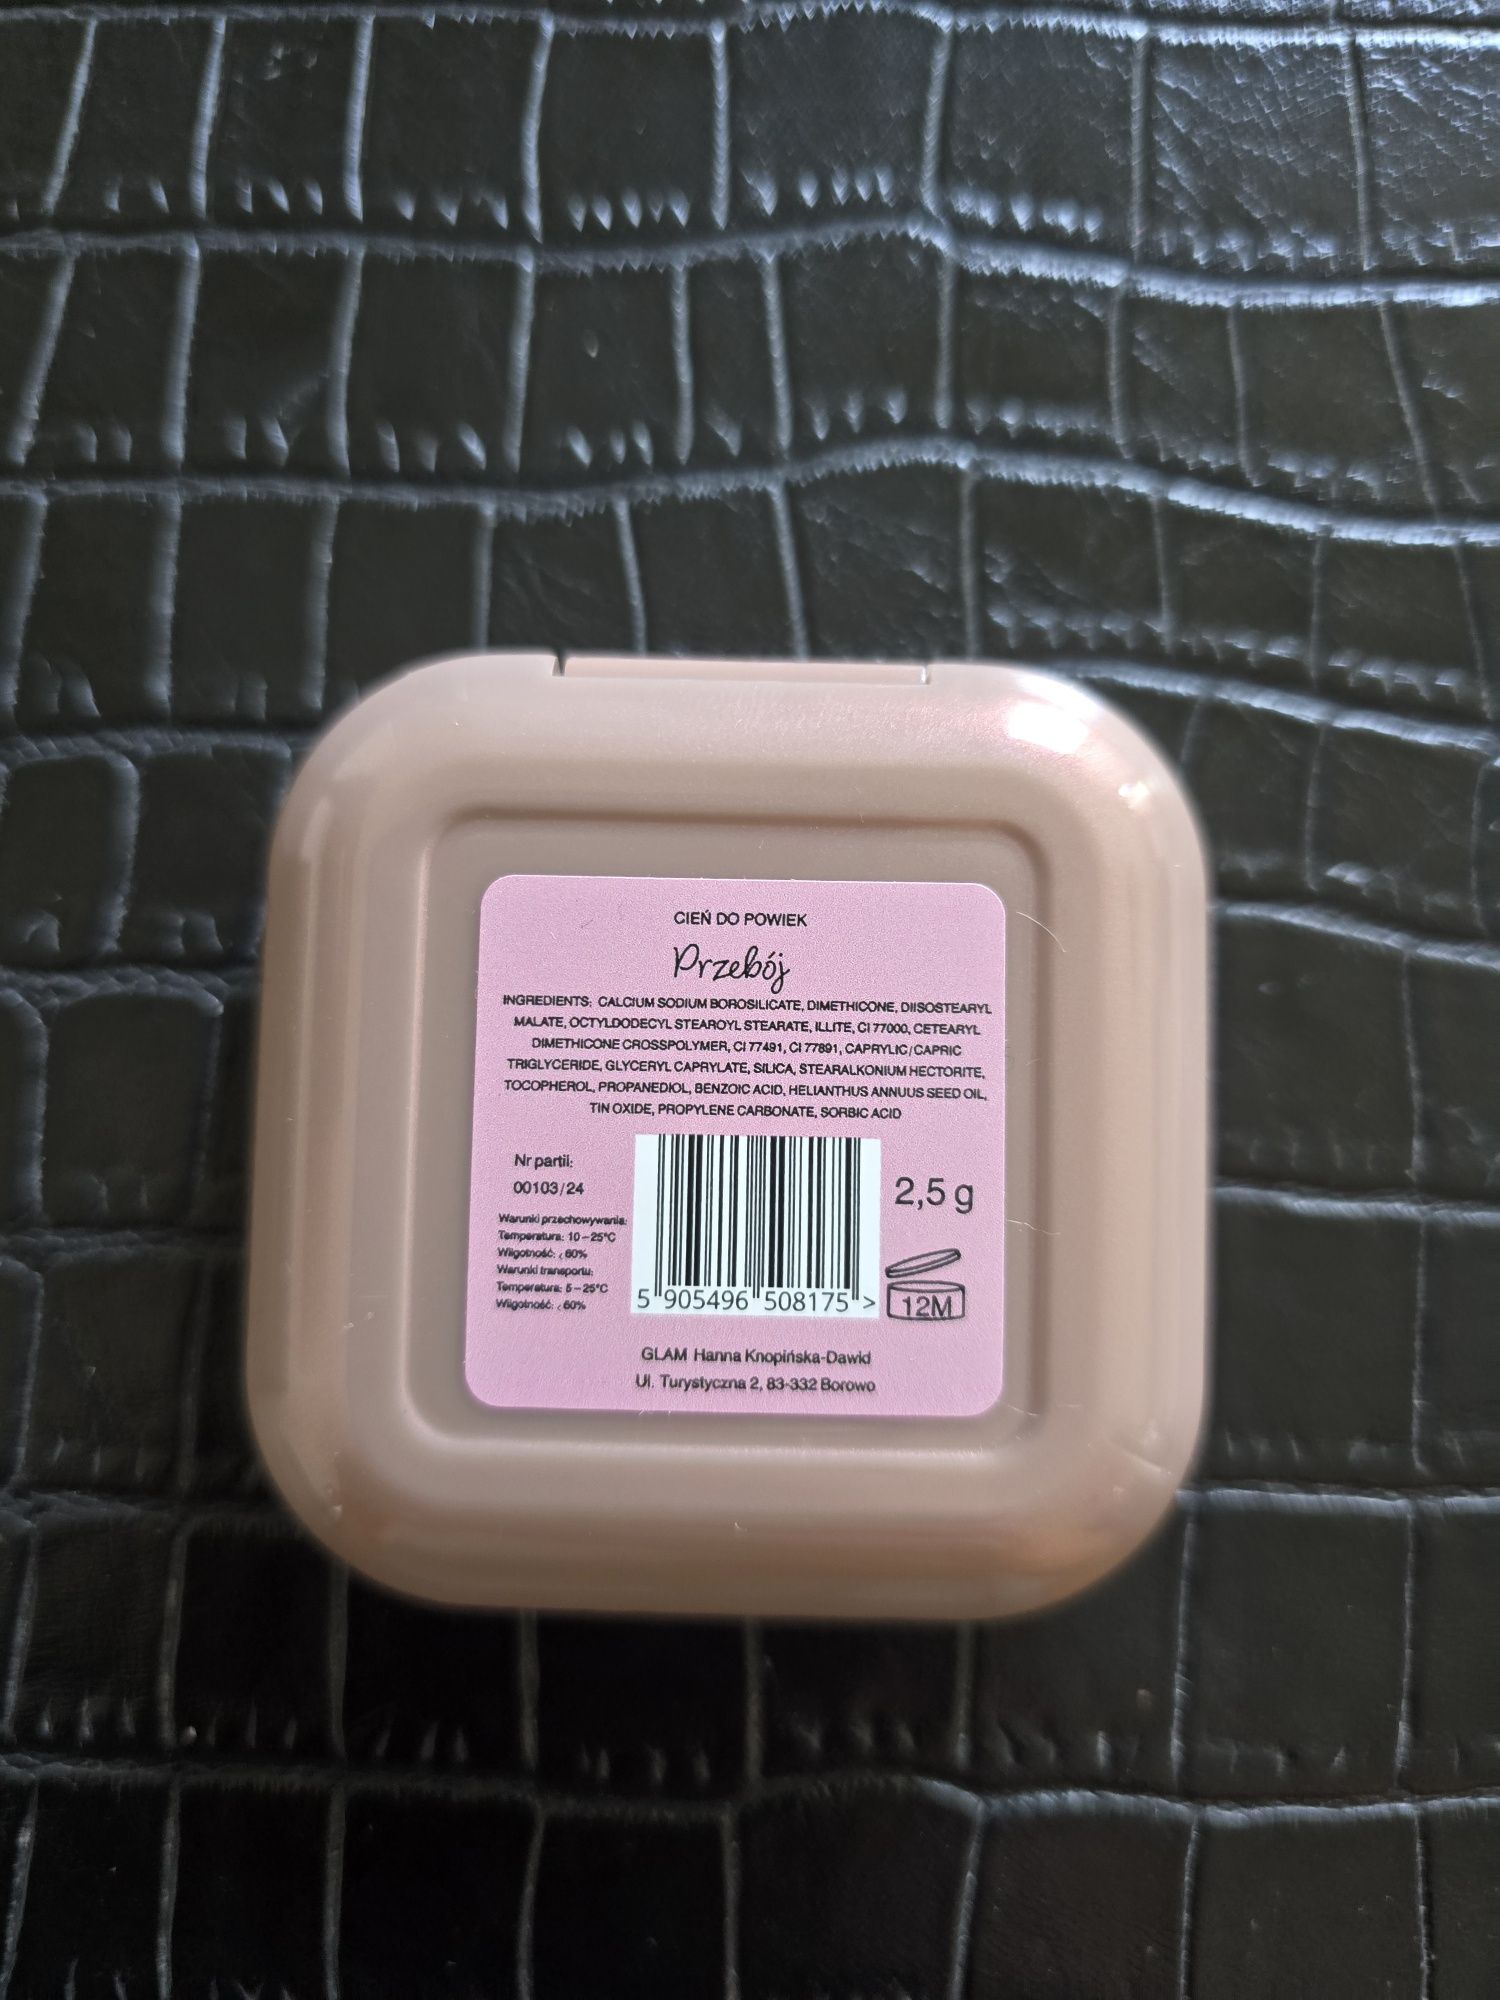 CIEŃ DO POWIEK
Przebój
INGREDIENTS: CALCIUM SODIUM BOROSILICATE, DIMETHICONE, DIISOSTEARYL
MALATE, OCTYLDODECYL STEAROYL STEARATE, ILLITE, CI 77000, CETEARYL
DIMETHICONE CROSSPOLYMER, CI 77491, CI 77891, CAPRYLIC/CAPRIC
TRIGLYCERIDE, GLYCERYL CAPRYLATE, SILICA, STEARALKONIUM HECTORITE,
TOCOPHEROL, PROPANEDIOL, BENZOIC ACID, HELIANTHUS ANNUUS SEED OIL,
TIN OXIDE, PROPYLENE CARBONATE, SORBIC ACID
Nr partii:
00103/24
Warunki przechowywania:
Temperatura: 10-25°C
Wilgotność: < 60%
Warunki transportu:
Temperatura: 5-25°C
Wilgotność: < 60%
5 905496 508175 >
2,5 g
12M
GLAM Hanna Knopińska-Dawid
Ul. Turystyczna 2, 83-332 Borowo